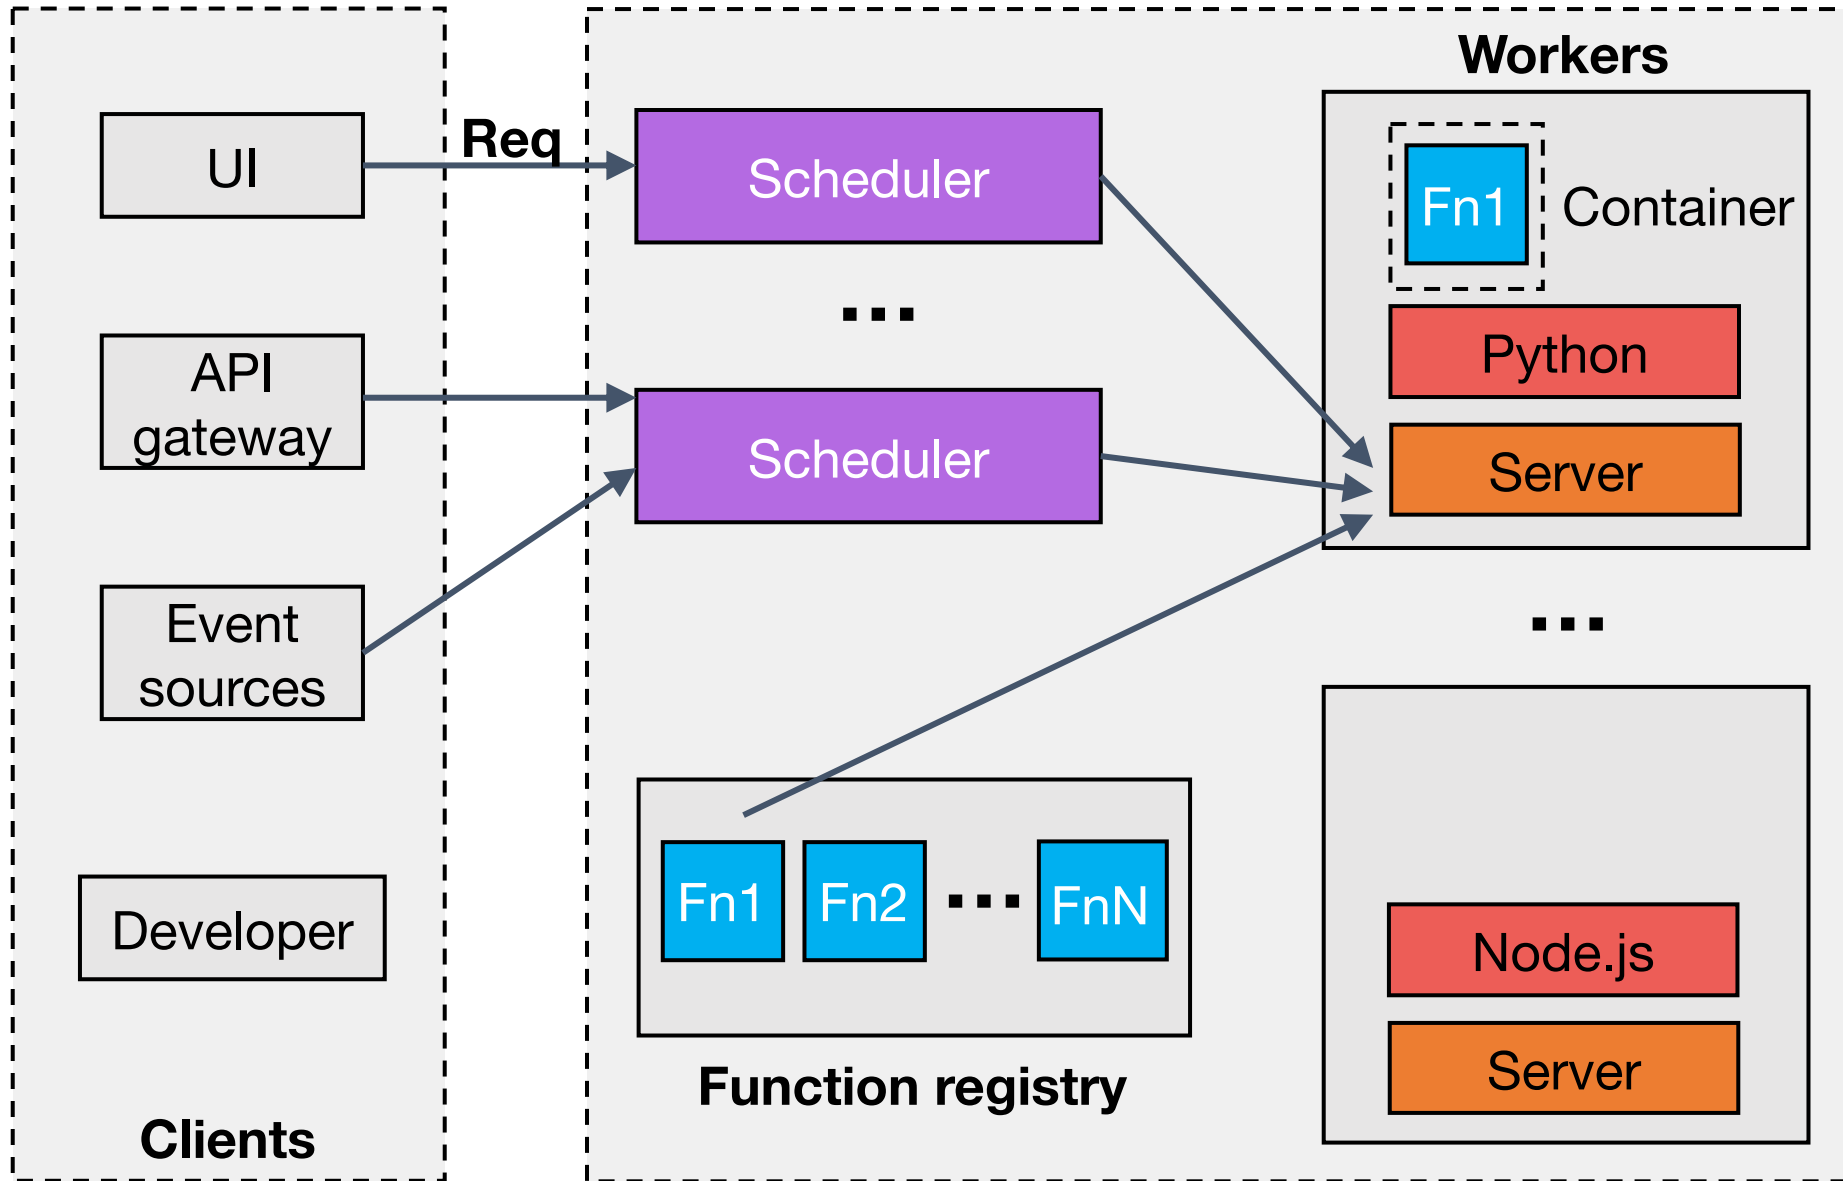 Workers
UI
Req
Scheduler
Fn1
Container
...
API
gateway
Scheduler
Python
Server
Event
sources
...
Developer
Fn1
Fn2
...
FnN
Node.js
Server
Function registry
Clients